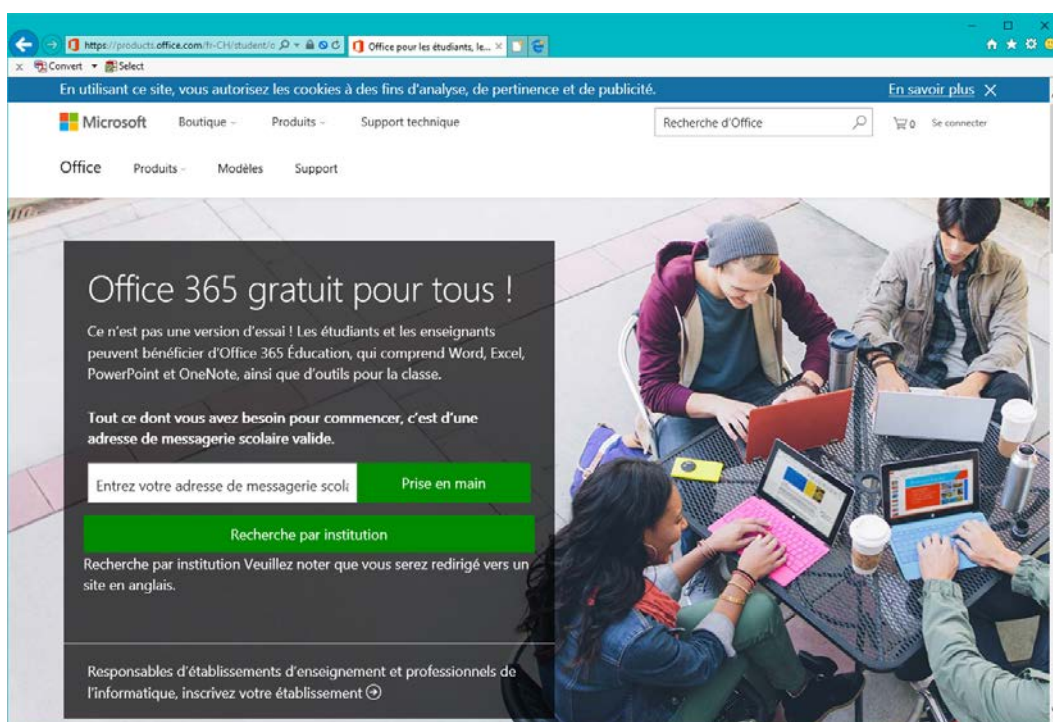 https://products.office.com/fr-CH/student/o
Office pour les étudiants, le...
x Convert Select
En utilisant ce site, vous autorisez les cookies à des fins d'analyse, de pertinence et de publicité. En savoir plus
Microsoft Boutique Produits Support technique Recherche d'Office 0 Se connecter
Office Produits Modèles Support
Office 365 gratuit pour tous !
Ce n'est pas une version d'essai ! Les étudiants et les enseignants
peuvent bénéficier d'Office 365 Éducation, qui comprend Word, Excel,
PowerPoint et OneNote, ainsi que d'outils pour la classe.
Tout ce dont vous avez besoin pour commencer, c'est d'une
adresse de messagerie scolaire valide.
Entrez votre adresse de messagerie scola Prise en main
Recherche par institution
Recherche par institution Veuillez noter que vous serez redirigé vers un
site en anglais.
Responsables d'établissements d'enseignement et professionnels de
l'informatique, inscrivez votre établissement